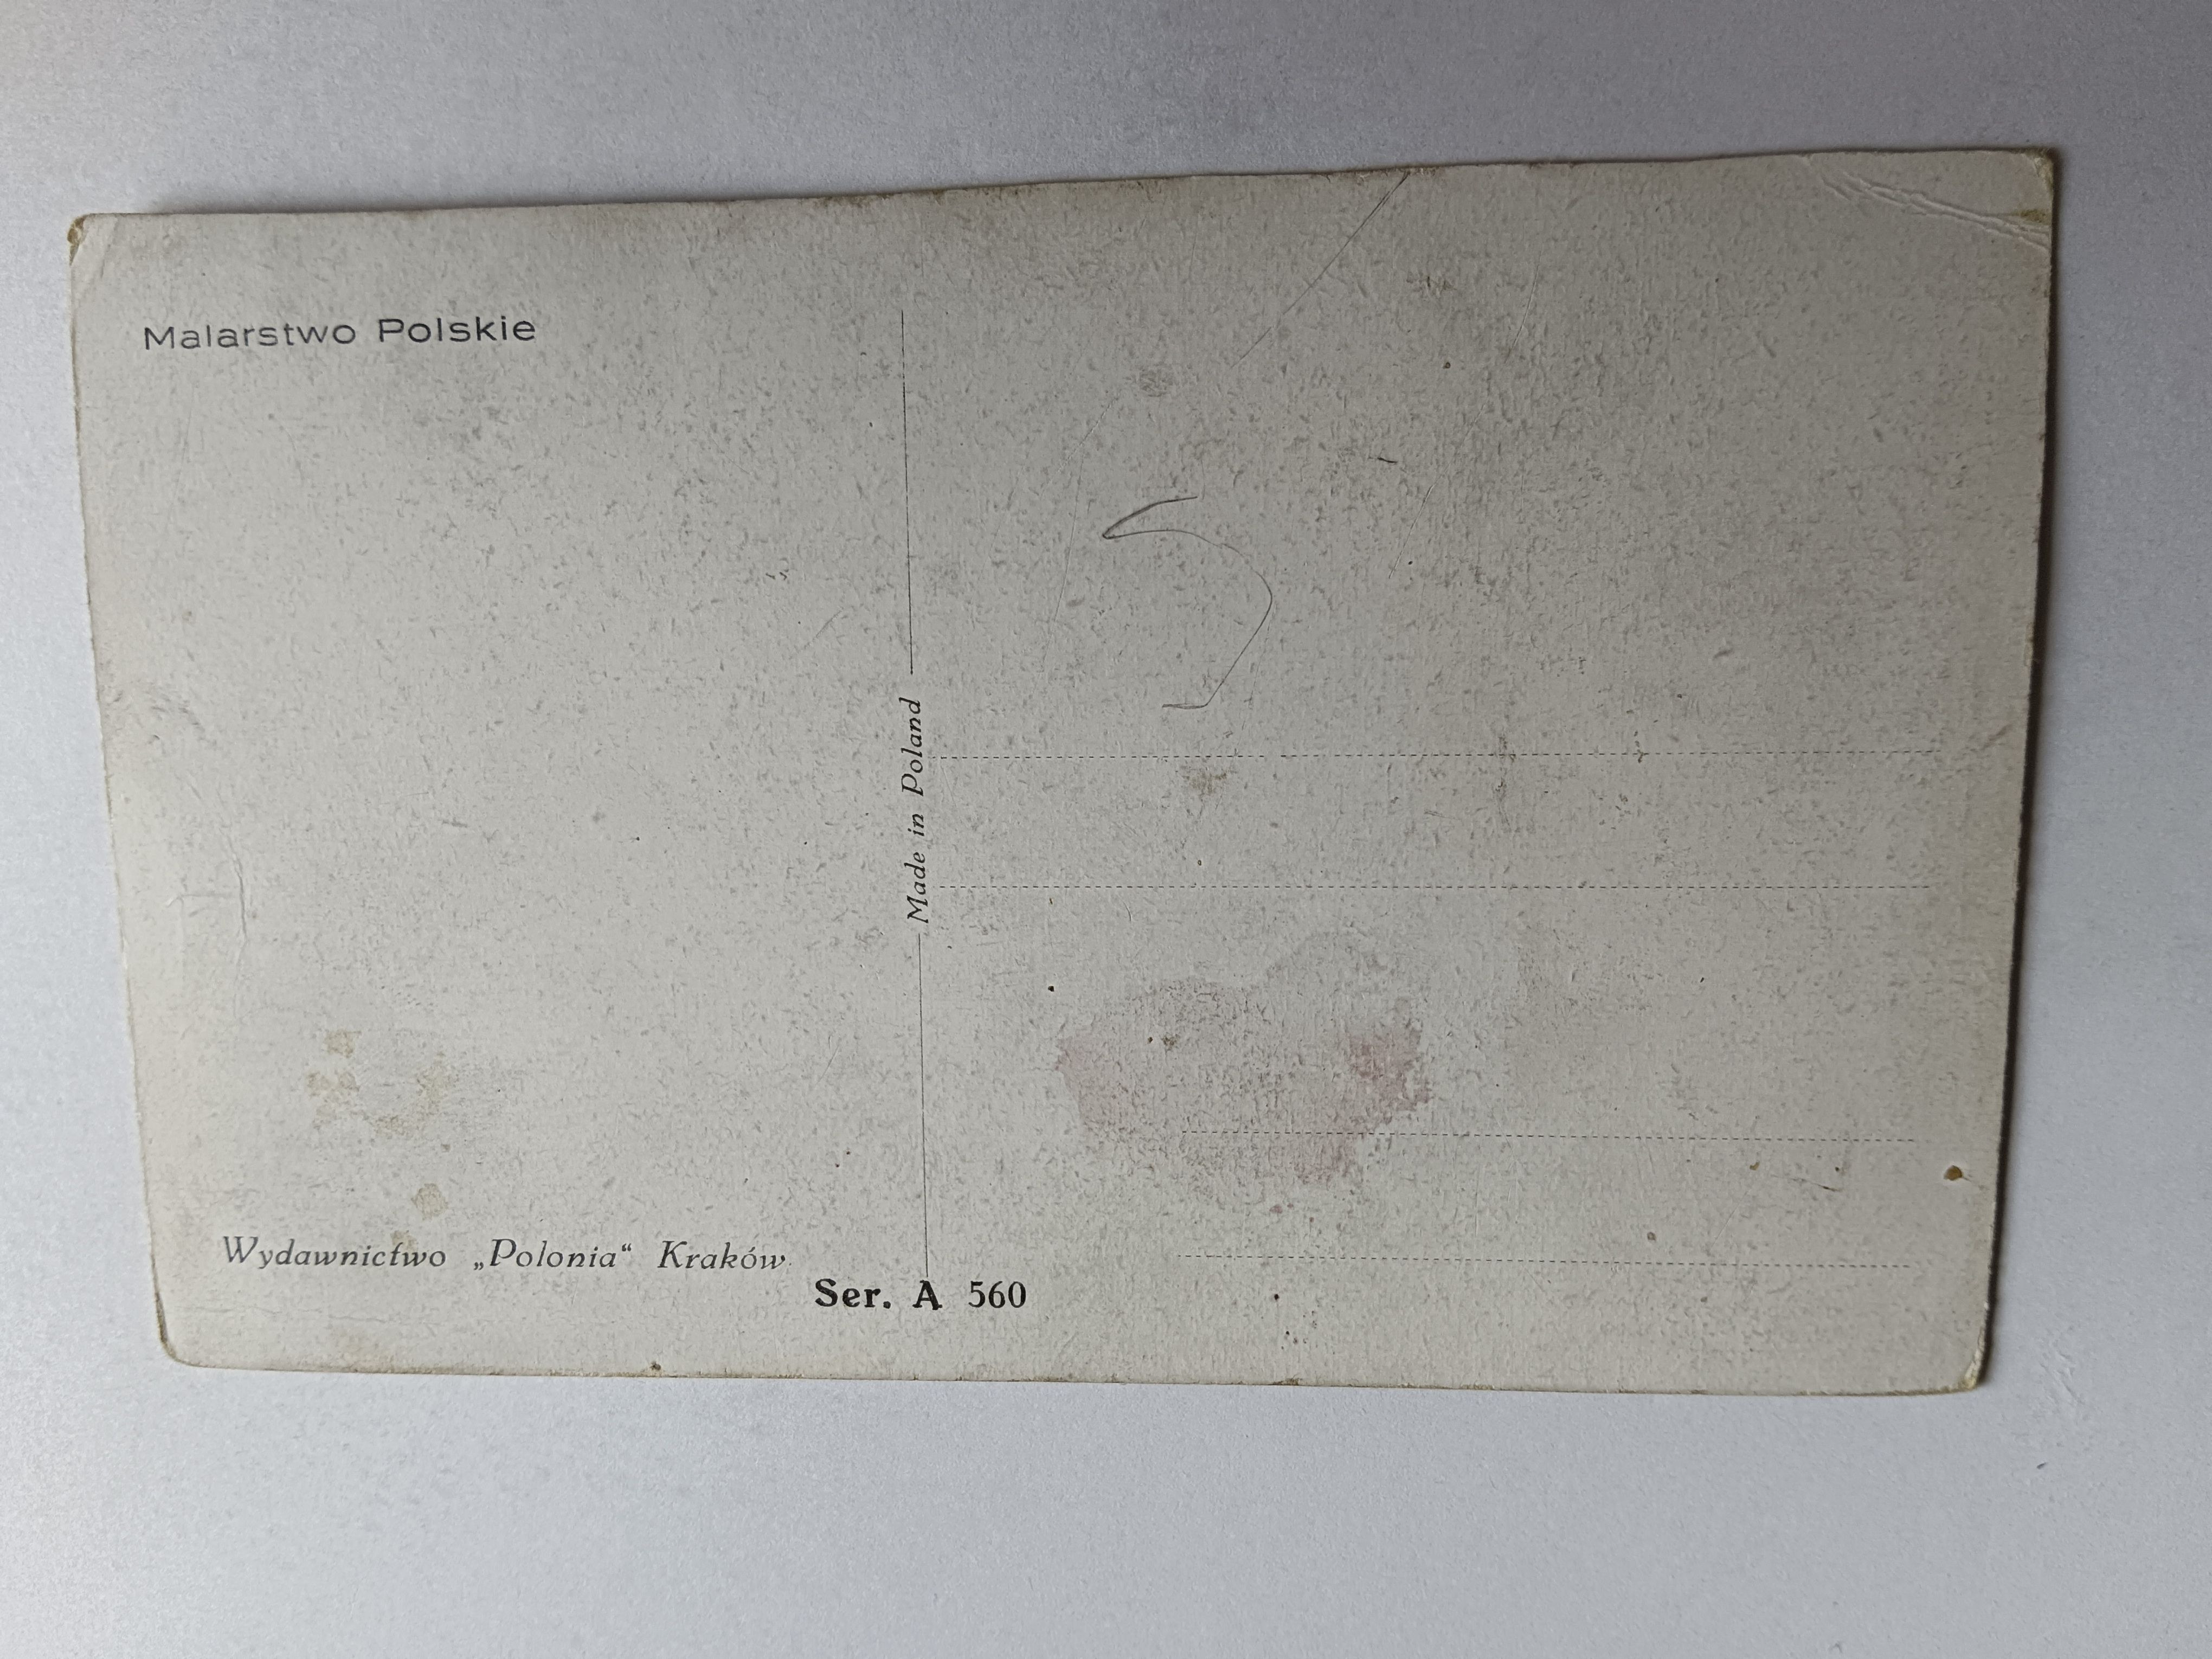 Malarstwo Polskie
Made in Poland
Wydawnictwo „Polonia“ Kraków
Ser. A 560